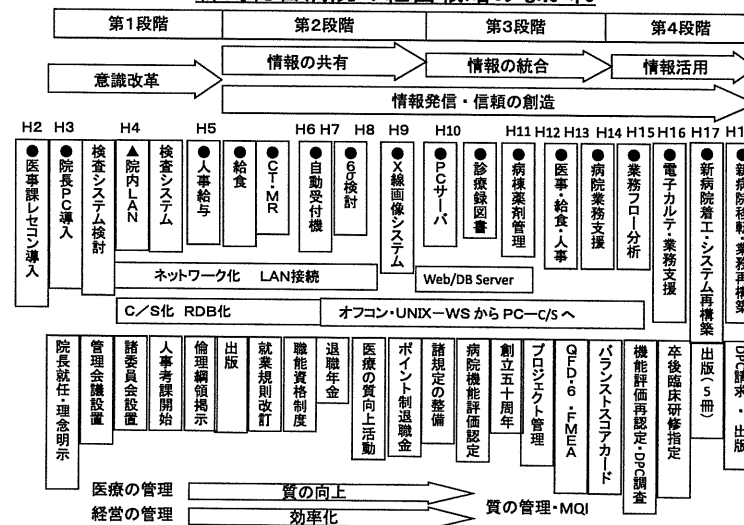 第1段階
第2段階
第3段階
第4段階
意識改革
情報の共有
情報の統合
情報活用
情報発信・信頼の創造
H2
H3
H4
H5
H6
H7
H8
H9
H10
H11
H12
H13
H14
H15
H16
H17
●医事課レセコン導入
●院長PC導入
検査システム検討
▲院内LAN
検査システム
●人事給与
●給食
●CT・MR
●自動受付機
●6σ検討
●X線画像システム
●PCサーバ
●診療録図書
●病棟薬剤管理
●医事・給食・人事
●病院業務支援
●業務フロー分析
●電子カルテ・業務支援
●新病院着工・システム再構築
ネットワーク化 LAN接続
Web/DB Server
C/S化 RDB化
オフコン・UNIX－WSからPC－C/Sへ
院長就任・理念明示
管理会議設置
諸委員会設置
人事考課開始
倫理綱領掲示
出版
就業規則改訂
職能資格制度
退職年金
医療の質向上活動
ポイント制退職金
諸規定の整備
病院機能評価認定
創立五十周年
プロジェクト管理
QFD・6・FMEA
バランストスコアカード
機能評価再認定・DPC調査
卒後臨床研修指定
出版(5冊)
医療の管理
質の向上
経営の管理
効率化
質の管理・MQI